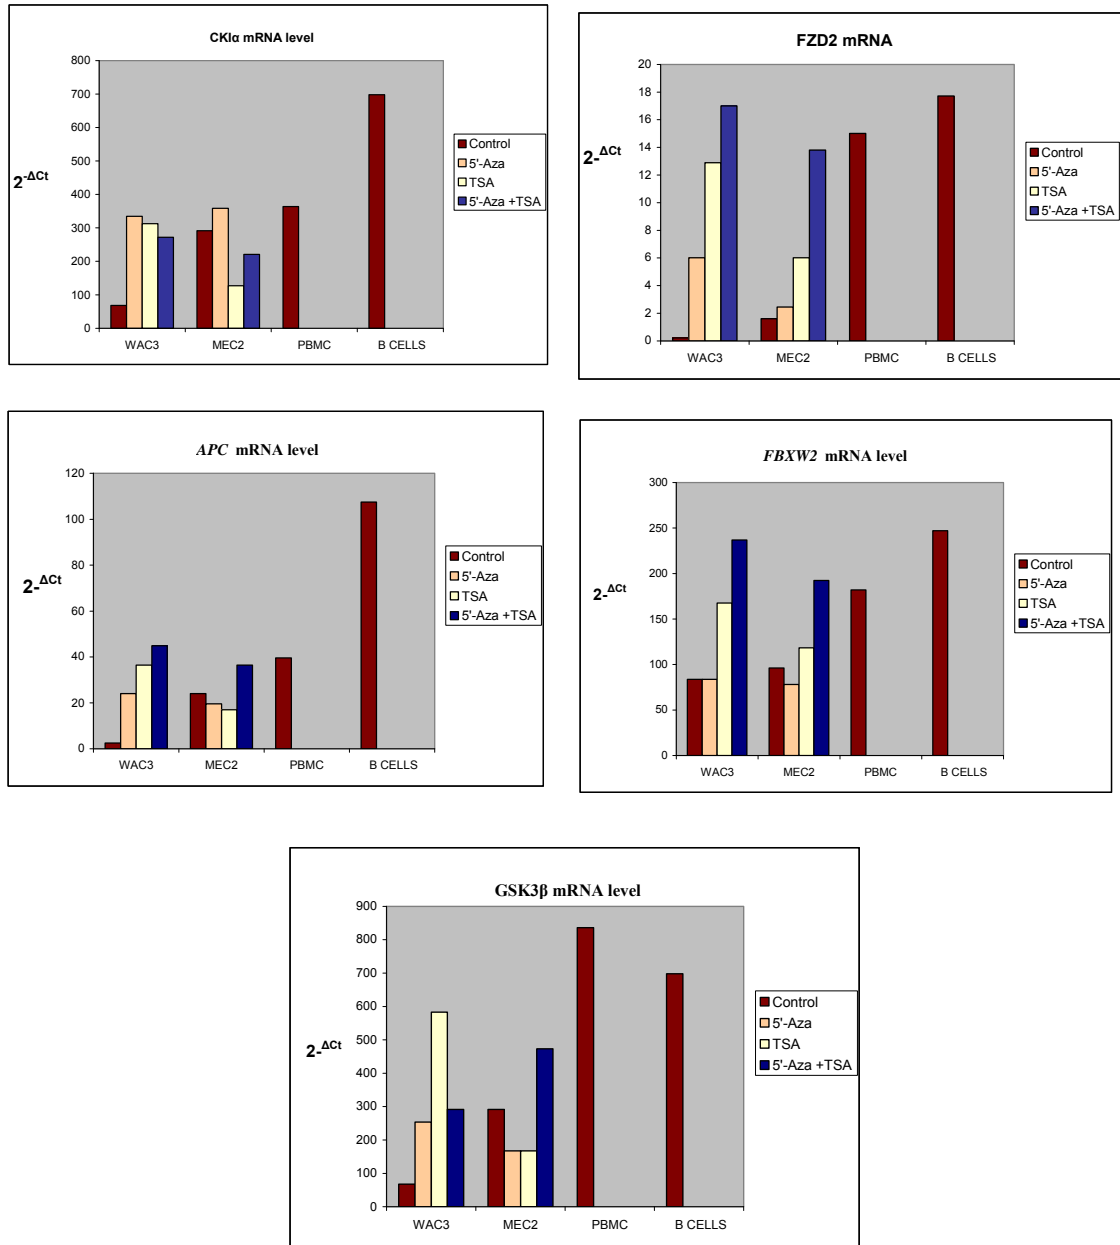 CKIα mRNA level
800
700
600
500
400
300
200
100
0
2-ΔCt
WAC3 MEC2 PBMC B CELLS
Control
5'-Aza
TSA
5'-Aza +TSA
FZD2 mRNA
20
18
16
14
12
10
8
6
4
2
0
2-ΔCt
WAC3 MEC2 PBMC B CELLS
Control
5'-Aza
TSA
5'-Aza +TSA
APC mRNA level
120
100
80
60
40
20
0
2-ΔCt
WAC3 MEC2 PBMC B CELLS
Control
5'-Aza
TSA
5'-Aza +TSA
FBXW2 mRNA level
300
250
200
150
100
50
0
2-ΔCt
WAC3 MEC2 PBMC B CELLS
Control
5'-Aza
TSA
5'-Aza +TSA
GSK3β mRNA level
900
800
700
600
500
400
300
200
100
0
2-ΔCt
WAC3 MEC2 PBMC B CELLS
Control
5'-Aza
TSA
5'-Aza +TSA